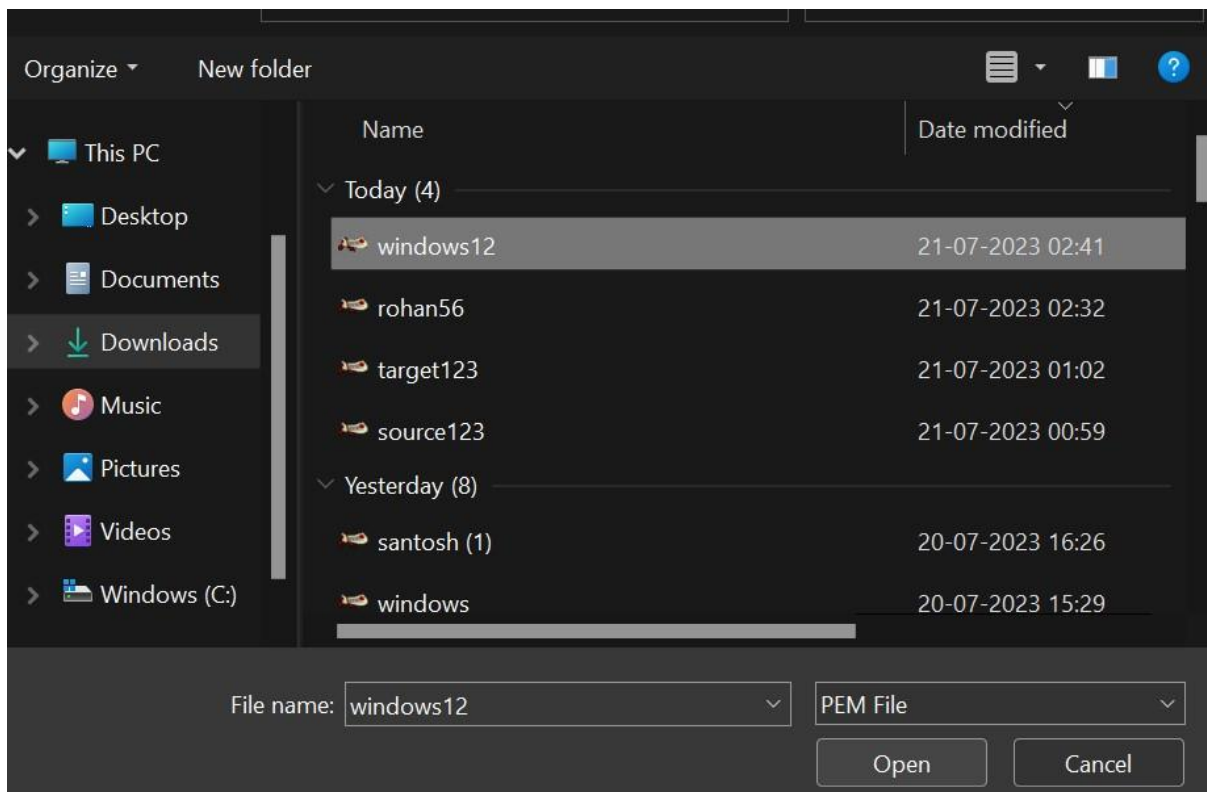 Organize New folder
?
Name Date modified
This PC
Today (4)
Desktop
windows12 21-07-2023 02:41
Documents
rohan56 21-07-2023 02:32
Downloads
target123 21-07-2023 01:02
Music
source123 21-07-2023 00:59
Pictures
Yesterday (8)
Videos
santosh (1) 20-07-2023 16:26
Windows (C:)
windows 20-07-2023 15:29
File name: windows12 PEM File
Open Cancel